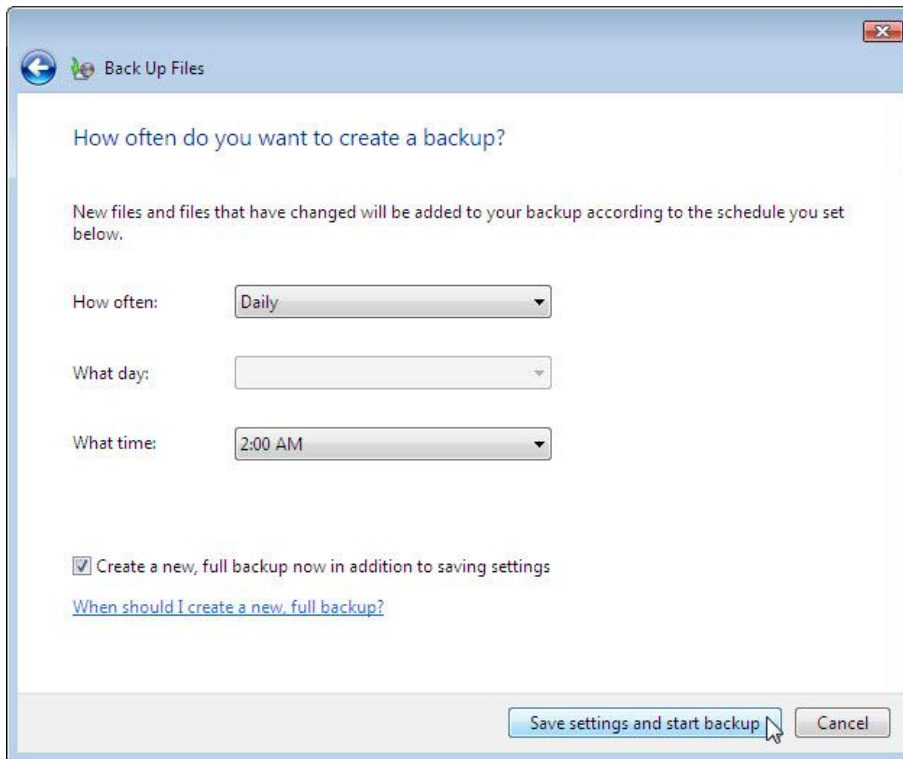 Back Up Files
How often do you want to create a backup?
New files and files that have changed will be added to your backup according to the schedule you set
below.
How often: Daily
What day:
What time: 2:00 AM
Create a new, full backup now in addition to saving settings
When should I create a new, full backup?
Save settings and start backup Cancel